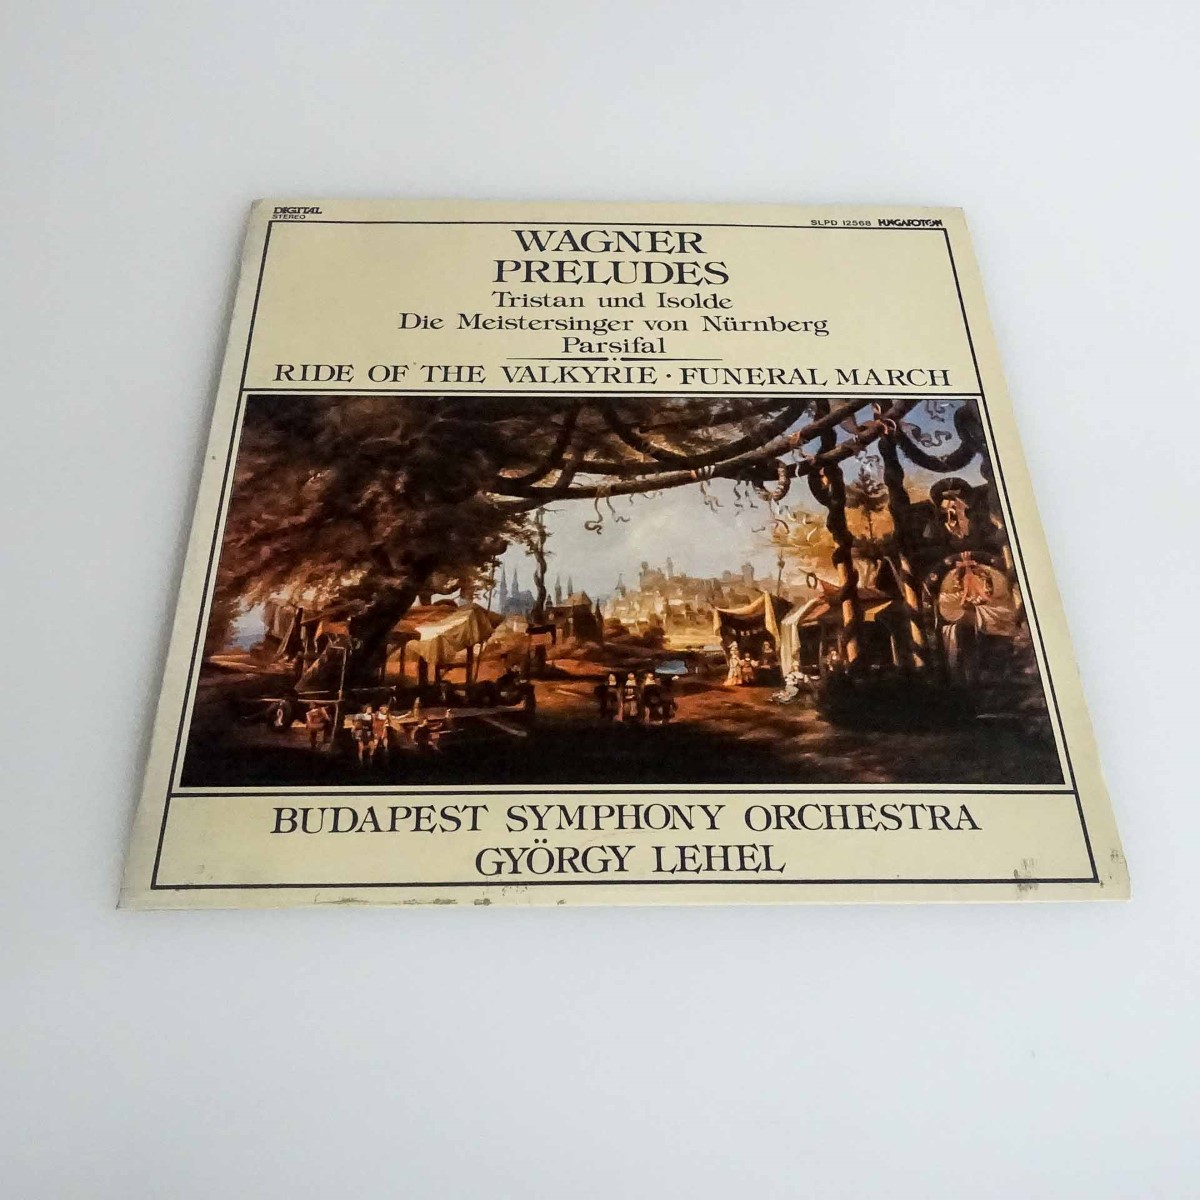 DIGITAL
STEREO
SLPD 12568 HUNGAROTON
WAGNER
PRELUDES
Tristan und Isolde
Die Meistersinger von Nürnberg
Parsifal
RIDE OF THE VALKYRIE · FUNERAL MARCH
BUDAPEST SYMPHONY ORCHESTRA
GYÖRGY LEHEL